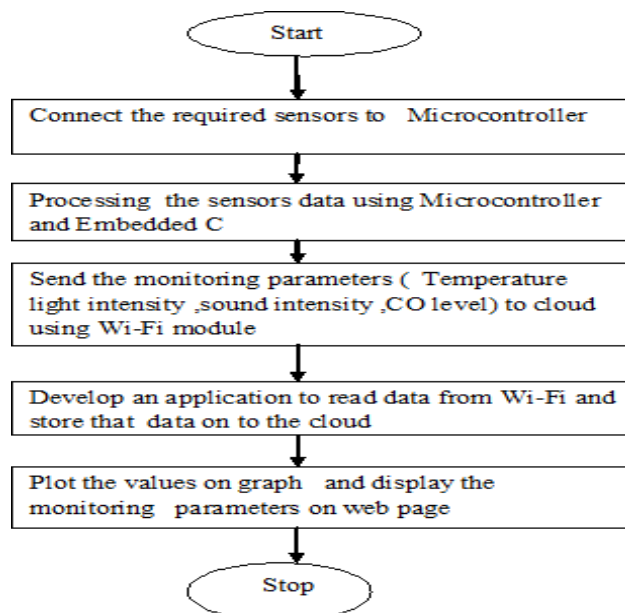 Start
Connect the required sensors to Microcontroller
Processing the sensors data using Microcontroller
and Embedded C
Send the monitoring parameters ( Temperature
light intensity ,sound intensity ,CO level) to cloud
using Wi-Fi module
Develop an application to read data from Wi-Fi and
store that data on to the cloud
Plot the values on graph and display the
monitoring parameters on web page
Stop